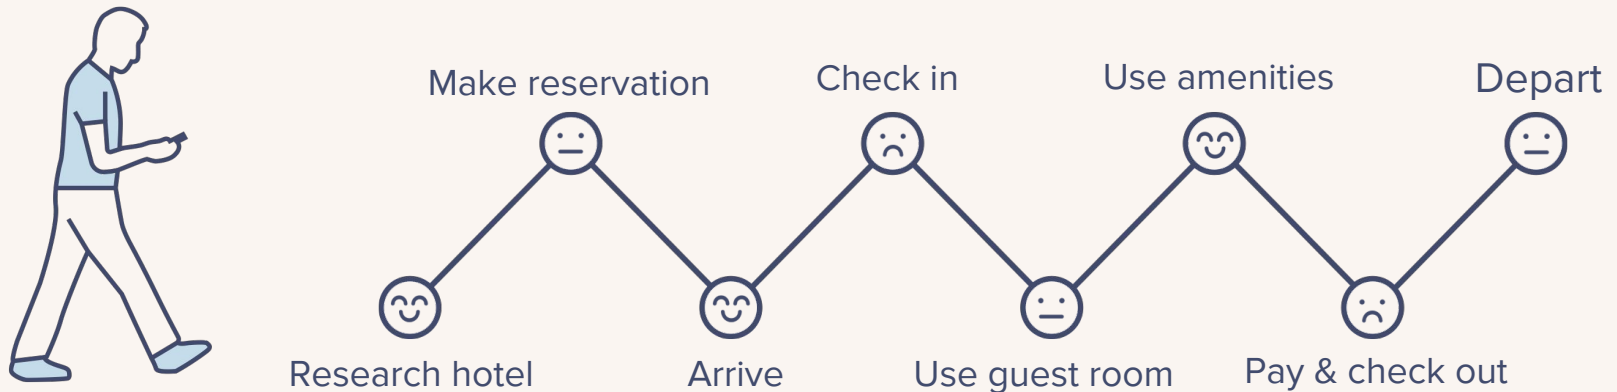 Make reservation
Check in
Use amenities
Depart
Research hotel
Arrive
Use guest room
Pay & check out